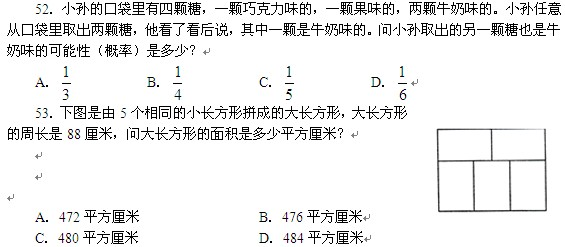 52. 小孙的口袋里有四颗糖，一颗巧克力味的，一颗果味的，两颗牛奶味的。小孙任意
从口袋里取出两颗糖，他看了看后说，其中一颗是牛奶味的。问小孙取出的另一颗糖也是牛
奶味的可能性（概率）是多少？
A. 1/3 B. 1/4 C. 1/5 D. 1/6
53. 下图是由 5 个相同的小长方形拼成的大长方形，大长方形
的周长是 88 厘米，问大长方形的面积是多少平方厘米？
A. 472 平方厘米 B. 476 平方厘米
C. 480 平方厘米 D. 484 平方厘米